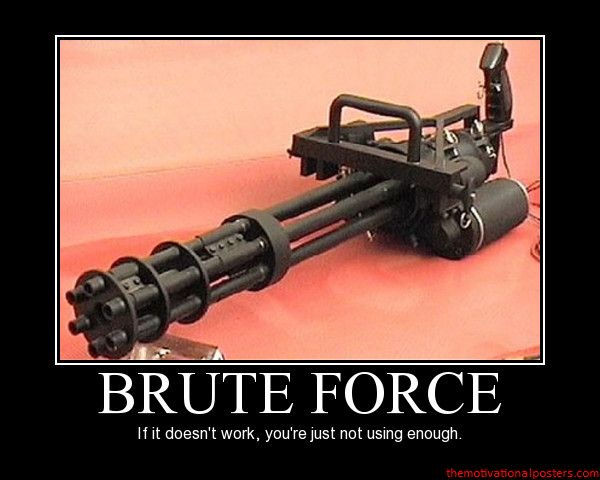 BRUTE FORCE
If it doesn't work, you're just not using enough.
themotivationalposters.com